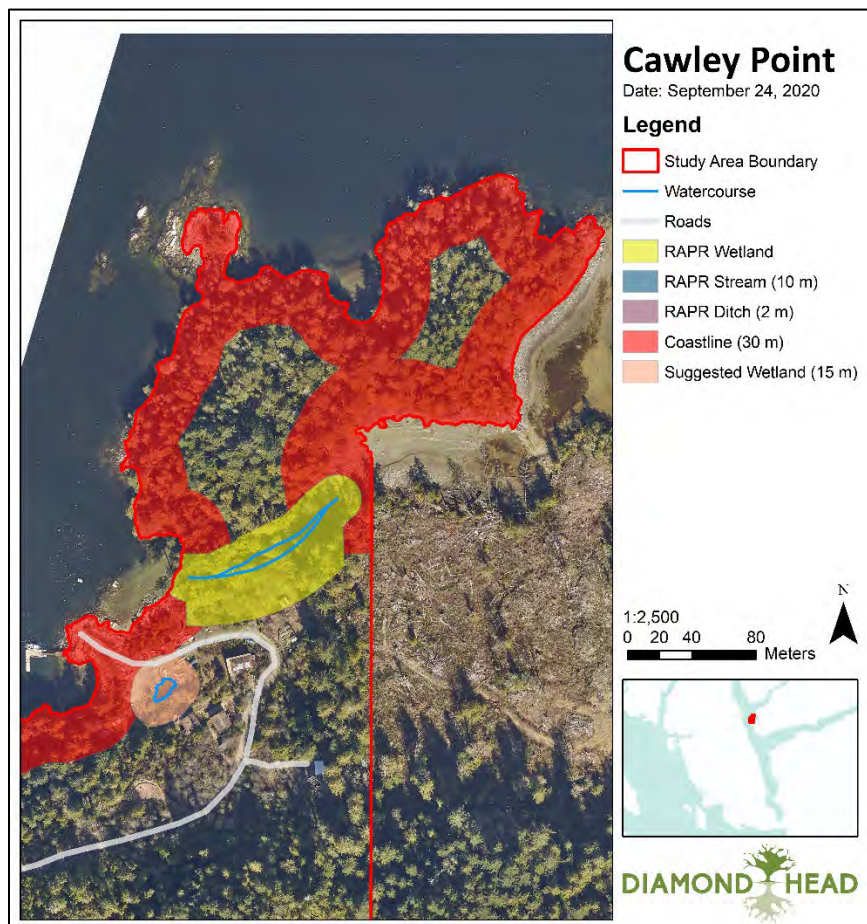 Cawley Point
Date: September 24, 2020
Legend
Study Area Boundary
Watercourse
Roads
RAPR Wetland
RAPR Stream (10 m)
RAPR Ditch (2 m)
Coastline (30 m)
Suggested Wetland (15 m)
N
1:2,500
0 20 40 80
Meters
DIAMOND HEAD